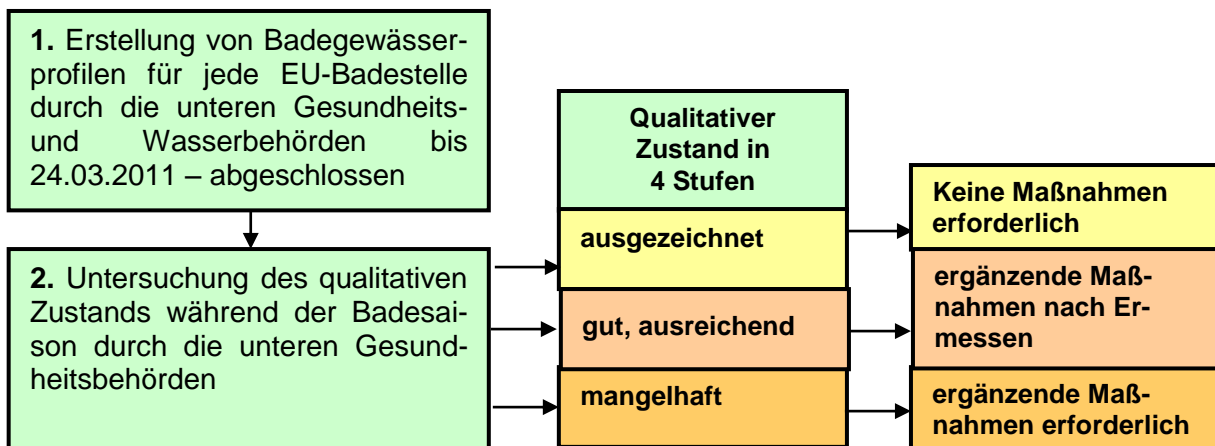 1. Erstellung von Badegewässer-
profilen für jede EU-Badestelle
durch die unteren Gesundheits-
und Wasserbehörden bis
24.03.2011 – abgeschlossen
2. Untersuchung des qualitativen
Zustands während der Badesai-
son durch die unteren Gesund-
heitsbehörden
Qualitativer
Zustand in
4 Stufen
ausgezeichnet
gut, ausreichend
mangelhaft
Keine Maßnahmen
erforderlich
ergänzende Maß-
nahmen nach Er-
messen
ergänzende Maß-
nahmen erforderlich